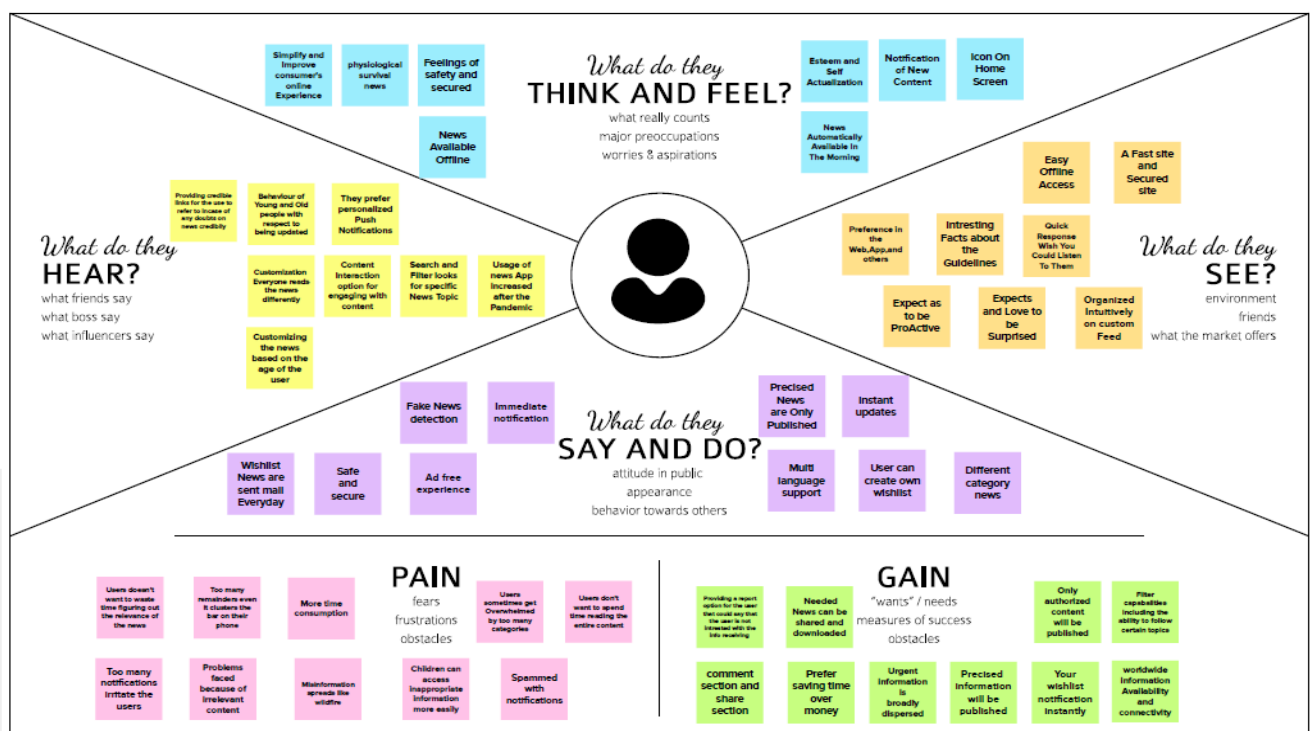 What do they
THINK AND FEEL?
what really counts
major preoccupations
worries & aspirations
Simplify and
Improve
consumer's
online
Experience
physiological
survival
news
Feelings of
safety and
secured
News
Available
Offline
Esteem and
Self
Actualization
Notification
of New
Content
Icon On
Home
Screen
News
Automatically
Available In
The Morning
What do they
HEAR?
what friends say
what boss say
what influencers say
Providing credible
links for the use to
refer to incase of
any doubts on
news credibity
Behaviour of
Young and Old
people with
respect to
being updated
They prefer
personalized
Push
Notifications
Customization
Everyone reads
the news
differently
Content
Interaction
option for
engaging with
content
Search and
Filter looks
for specific
News Topic
Usage of
news App
Increased
after the
Pandemic
Customizing
the news
based on the
age of the
user
What do they
SEE?
environment
friends
what the market offers
Easy
Offline
Access
A Fast site
and
Secured
site
Preference in
the
Web,App,and
others
Intresting
Facts about
the
Guidelines
Quick
Response
Wish You
Could Listen
To Them
Expect as
to be
ProActive
Expects
and Love to
be
Surprised
Organized
Intuitively
on custom
Feed
What do they
SAY AND DO?
attitude in public
appearance
behavior towards others
Fake News
detection
Immediate
notification
Wishlist
News are
sent mail
Everyday
Safe
and
secure
Ad free
experience
Precised
News
are Only
Published
Instant
updates
Multi
language
support
User can
create own
wishlist
Different
category
news
PAIN
fears
frustrations
obstacles
Users doesn't
want to waste
time figuring out
the relevance of
the news
Too many
remainders even
it clusters the
bar on their
phone
More time
consumption
Users
sometimes get
Overwhelmed
by too many
categories
Users don't
want to spend
time reading the
entire content
Too many
notifications
irritate the
users
Problems
faced
because of
irrelevant
content
Misinformation
spreads like
wildfire
Children can
access
inappropriate
information
more easily
Spammed
with
notifications
GAIN
"wants" / needs
measures of success
obstacles
Providing a report
option for the user
that could say that
the user is not
intrested with the
info receiving
Needed
News can be
shared and
downloaded
Only
authorized
content
will be
published
Filter
capabilities
including the
ability to follow
certain topics
comment
section and
share
section
Prefer
saving time
over
money
Urgent
information
is
broadly
dispersed
Precised
information
will be
published
Your
wishlist
notification
instantly
worldwide
Information
Availability
and
connectivity